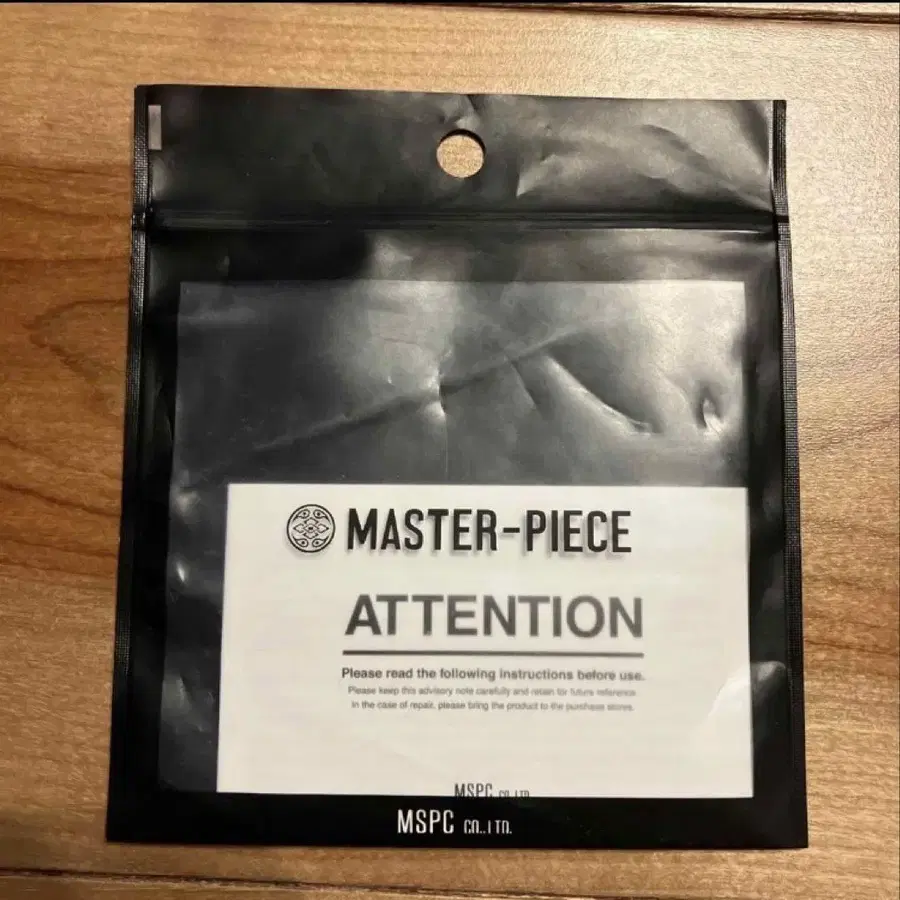 MASTER-PIECE
ATTENTION
Please read the following instructions before use.
Please keep this advisory note carefully and retain for future reference.
In the case of repair, please bring the product to the purchase stores.
MSPC CO.,LTD.
MSPC CO.,LTD.